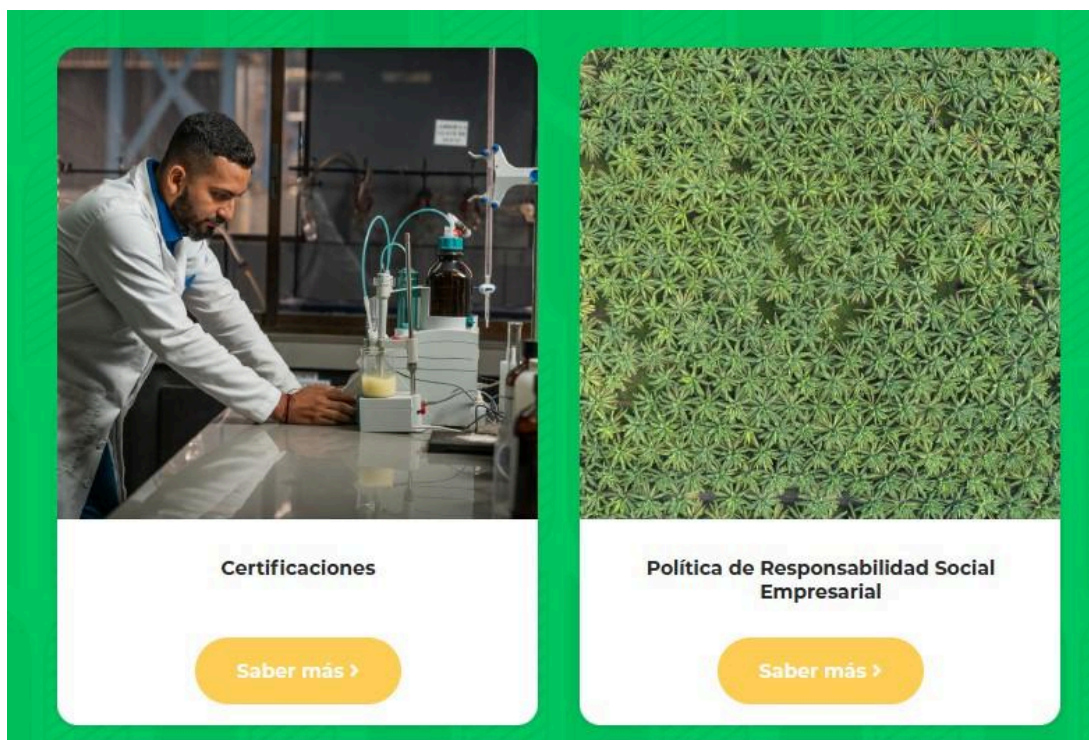 Certificaciones
Política de Responsabilidad Social
Empresarial
Saber más >
Saber más >